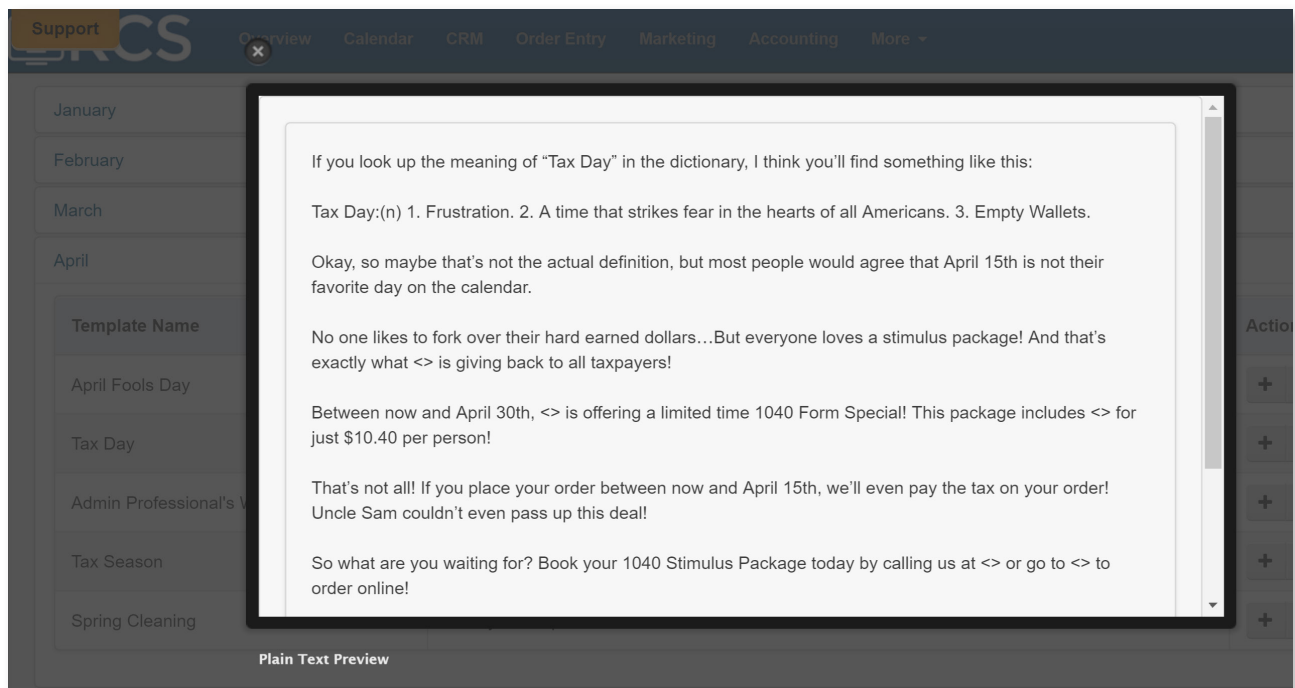 Support
RCS
Overview Calendar CRM Order Entry Marketing Accounting More
January
February
March
April
Template Name
Action
April Fools Day
Tax Day
Admin Professional's
Tax Season
Spring Cleaning
If you look up the meaning of “Tax Day” in the dictionary, I think you’ll find something like this:
Tax Day:(n) 1. Frustration. 2. A time that strikes fear in the hearts of all Americans. 3. Empty Wallets.
Okay, so maybe that’s not the actual definition, but most people would agree that April 15th is not their
favorite day on the calendar.
No one likes to fork over their hard earned dollars…But everyone loves a stimulus package! And that’s
exactly what <> is giving back to all taxpayers!
Between now and April 30th, <> is offering a limited time 1040 Form Special! This package includes <> for
just $10.40 per person!
That’s not all! If you place your order between now and April 15th, we’ll even pay the tax on your order!
Uncle Sam couldn’t even pass up this deal!
So what are you waiting for? Book your 1040 Stimulus Package today by calling us at <> or go to <> to
order online!
Plain Text Preview